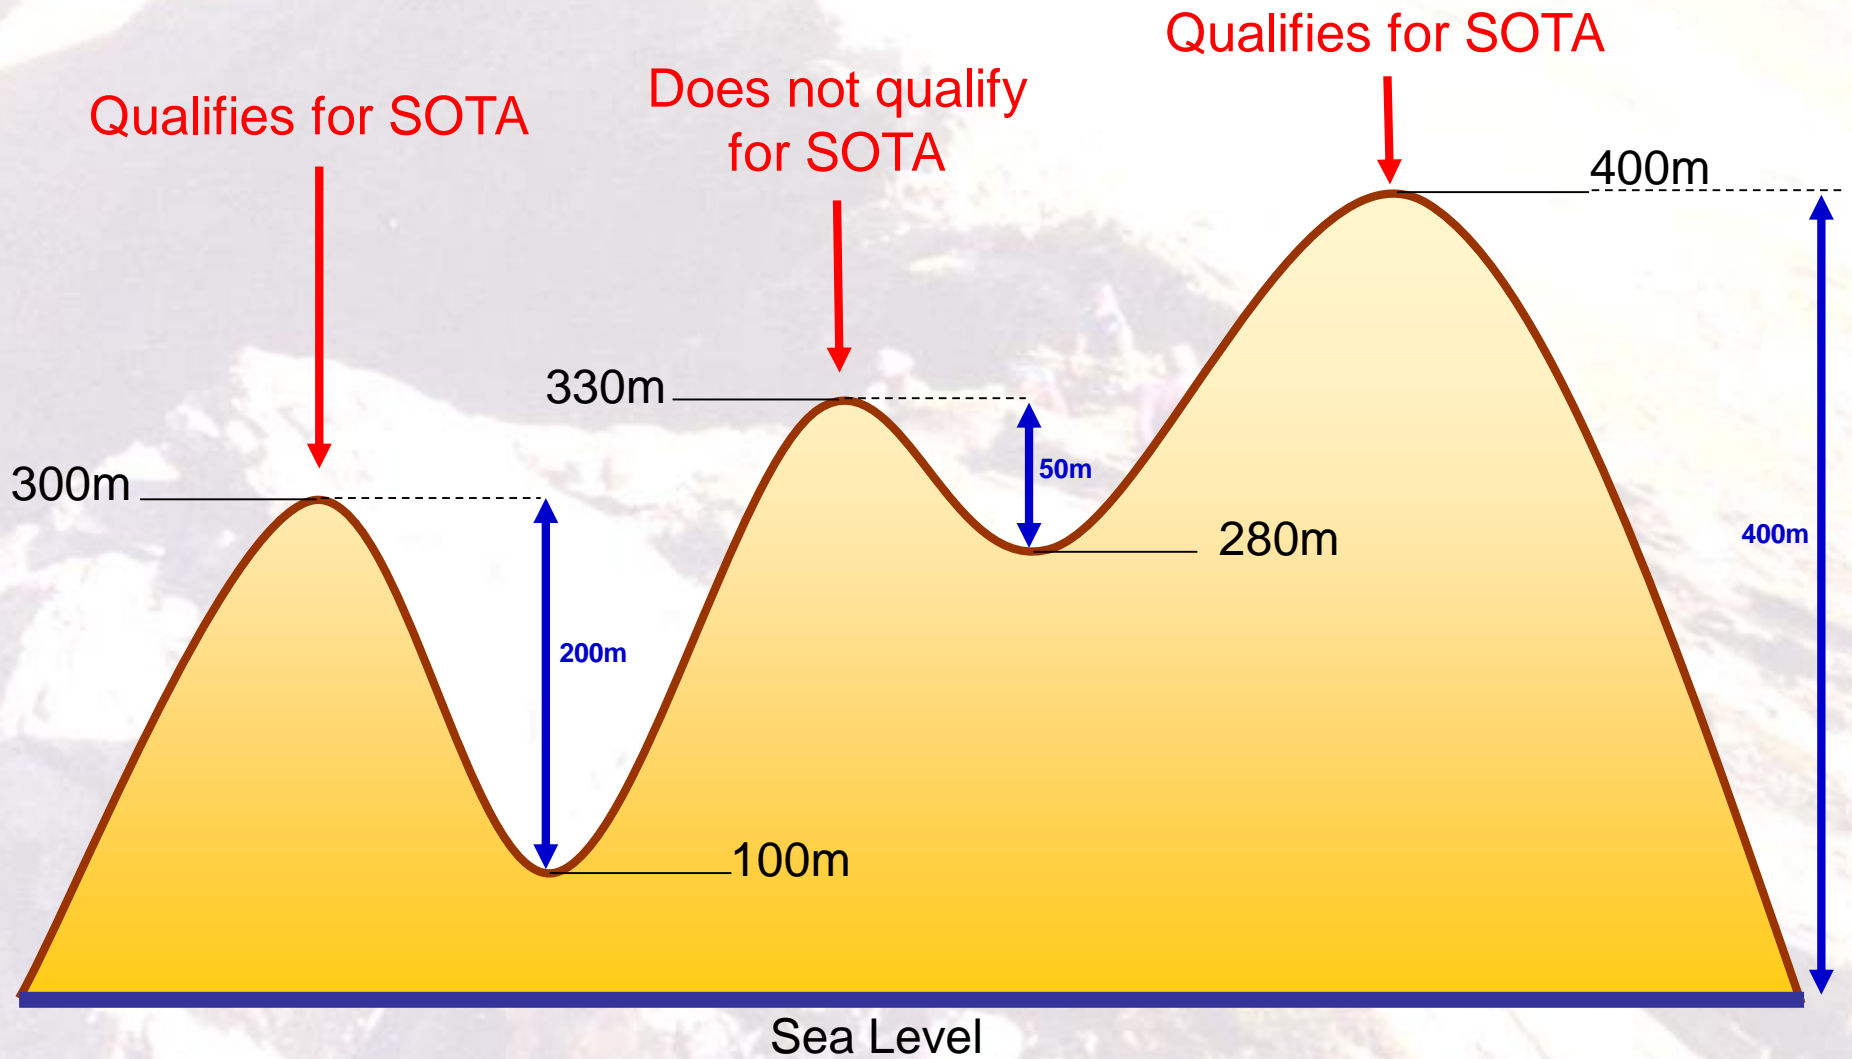 Qualifies for SOTA
Does not qualify
for SOTA
Qualifies for SOTA
400m
330m
300m
50m
280m
400m
200m
100m
Sea Level